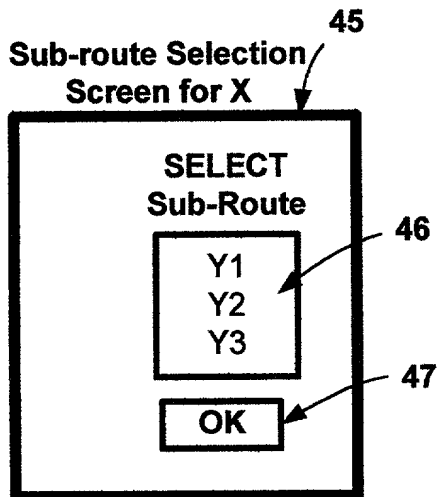 45
Sub-route Selection
Screen for X
SELECT
Sub-Route
46
Y1
Y2
Y3
47
OK